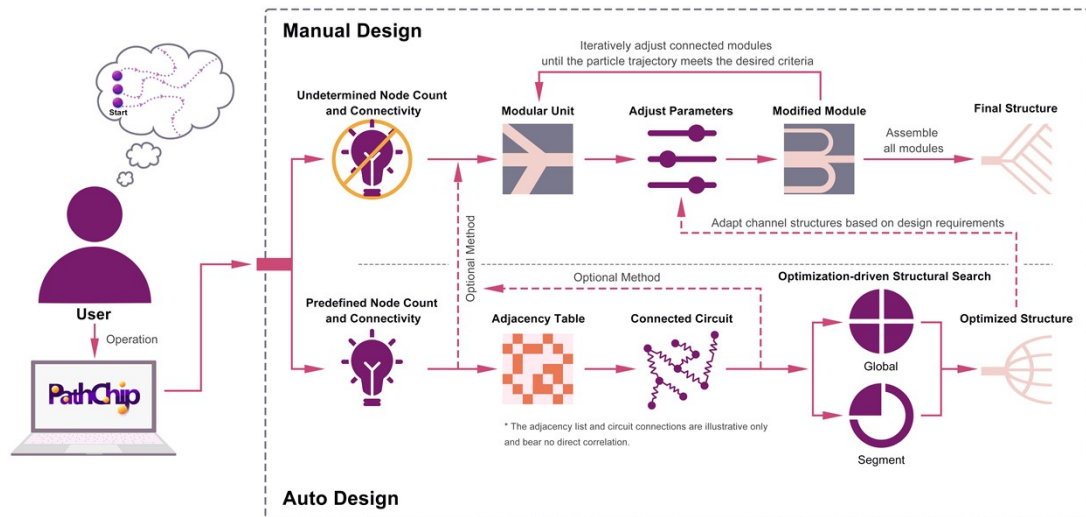 Manual Design
Iteratively adjust connected modules
until the particle trajectory meets the desired criteria
Start
Undetermined Node Count
and Connectivity
Modular Unit
Adjust Parameters
Modified Module
Final Structure
Assemble
all modules
Adapt channel structures based on design requirements
Optional Method
Optional Method
User
Operation
PathChip
Predefined Node Count
and Connectivity
Adjacency Table
Connected Circuit
Optimization-driven Structural Search
Optimized Structure
Global
Segment
* The adjacency list and circuit connections are illustrative only
and bear no direct correlation.
Auto Design